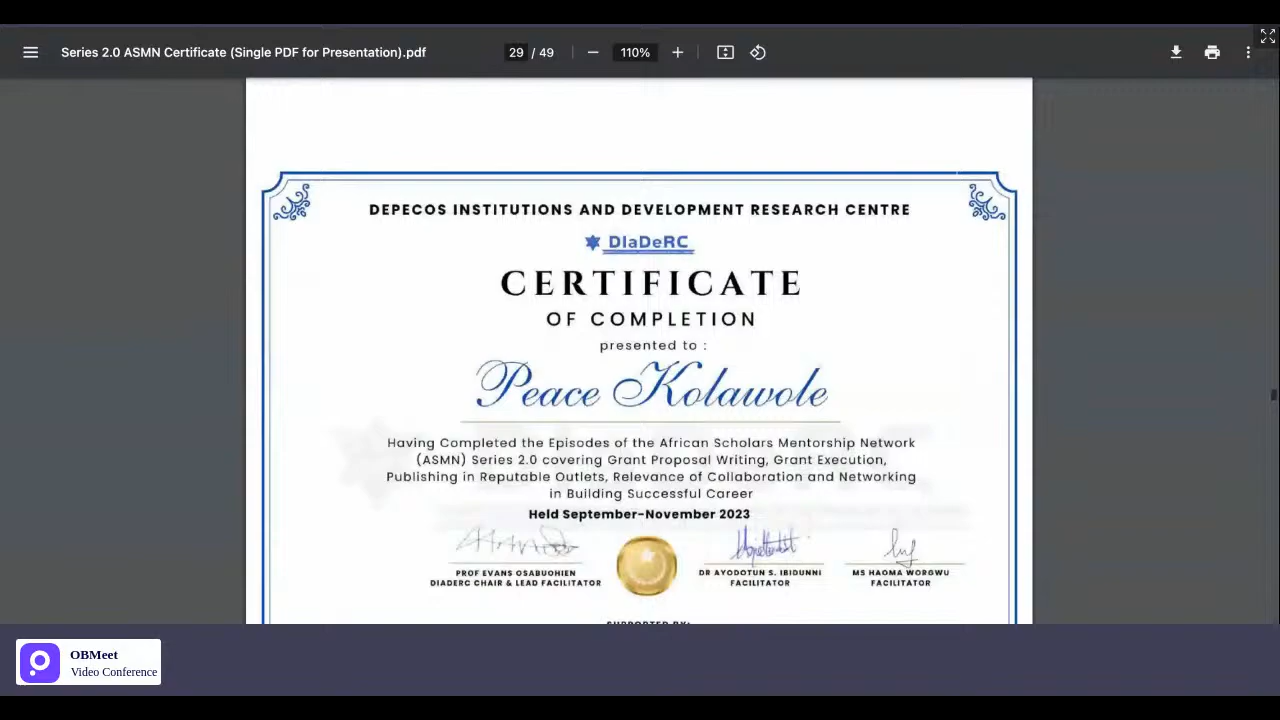 Series 2.0 ASMN Certificate (Single PDF for Presentation).pdf
29 / 49
110%
DEPECOS INSTITUTIONS AND DEVELOPMENT RESEARCH CENTRE
DIaDeRC
CERTIFICATE
OF COMPLETION
presented to :
Peace Kolawole
Having Completed the Episodes of the African Scholars Mentorship Network
(ASMN) Series 2.0 covering Grant Proposal Writing, Grant Execution,
Publishing in Reputable Outlets, Relevance of Collaboration and Networking
in Building Successful Career
Held September-November 2023
PROF EVANS OSABUOHIEN
DIADERC CHAIR & LEAD FACILITATOR
DR AYODOTUN S. IBIDUNNI
FACILITATOR
MS HAOMA WORGWU
FACILITATOR
SUPPORTED BY:
OBMeet
Video Conference